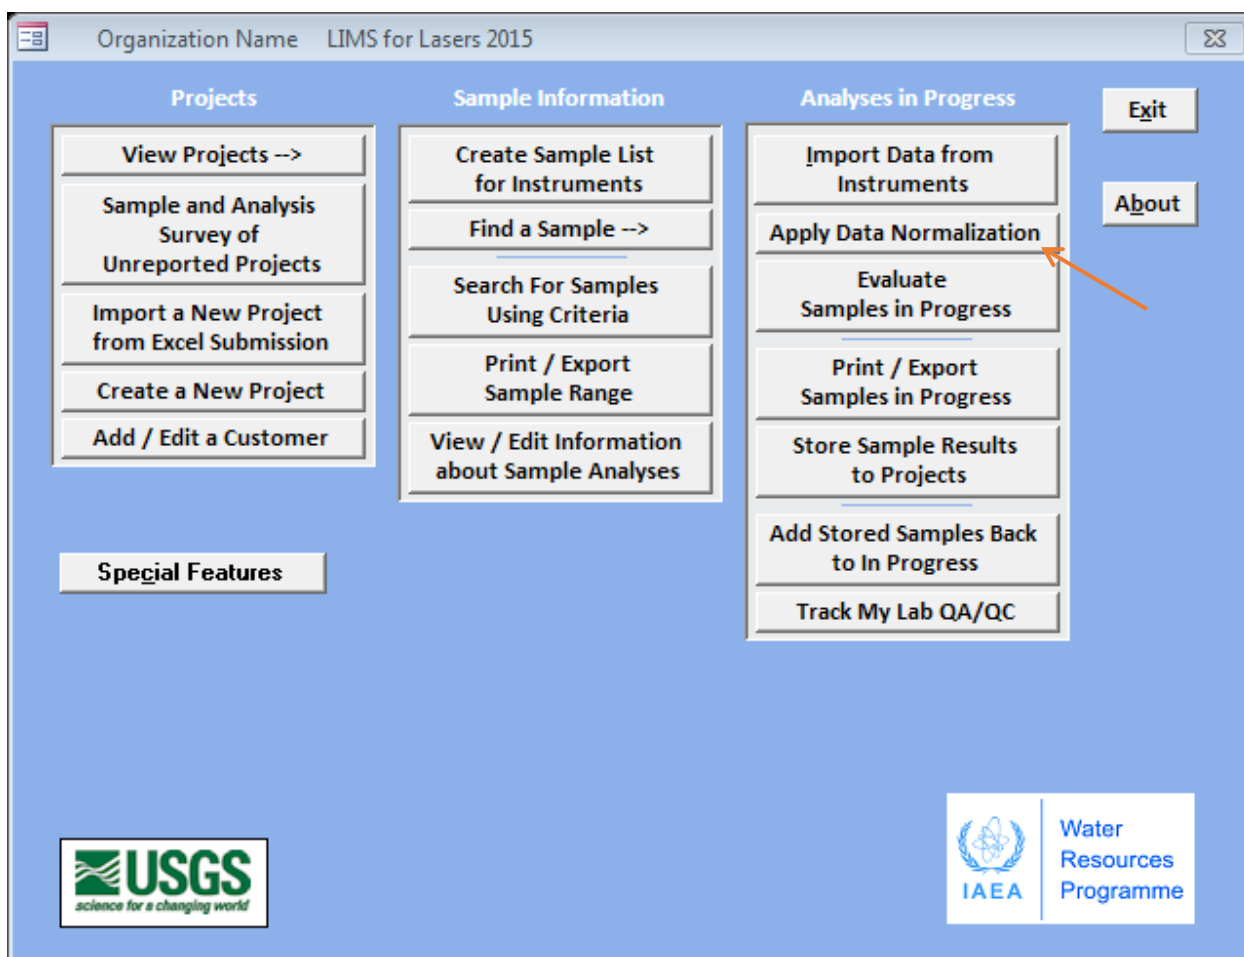 Organization Name LIMS for Lasers 2015
Projects
View Projects -->
Sample and Analysis
Survey of
Unreported Projects
Import a New Project
from Excel Submission
Create a New Project
Add / Edit a Customer
Special Features
Sample Information
Create Sample List
for Instruments
Find a Sample -->
Search For Samples
Using Criteria
Print / Export
Sample Range
View / Edit Information
about Sample Analyses
Analyses in Progress
Import Data from
Instruments
Apply Data Normalization
Evaluate
Samples in Progress
Print / Export
Samples in Progress
Store Sample Results
to Projects
Add Stored Samples Back
to In Progress
Track My Lab QA/QC
Exit
About
USGS
science for a changing world
IAEA
Water
Resources
Programme